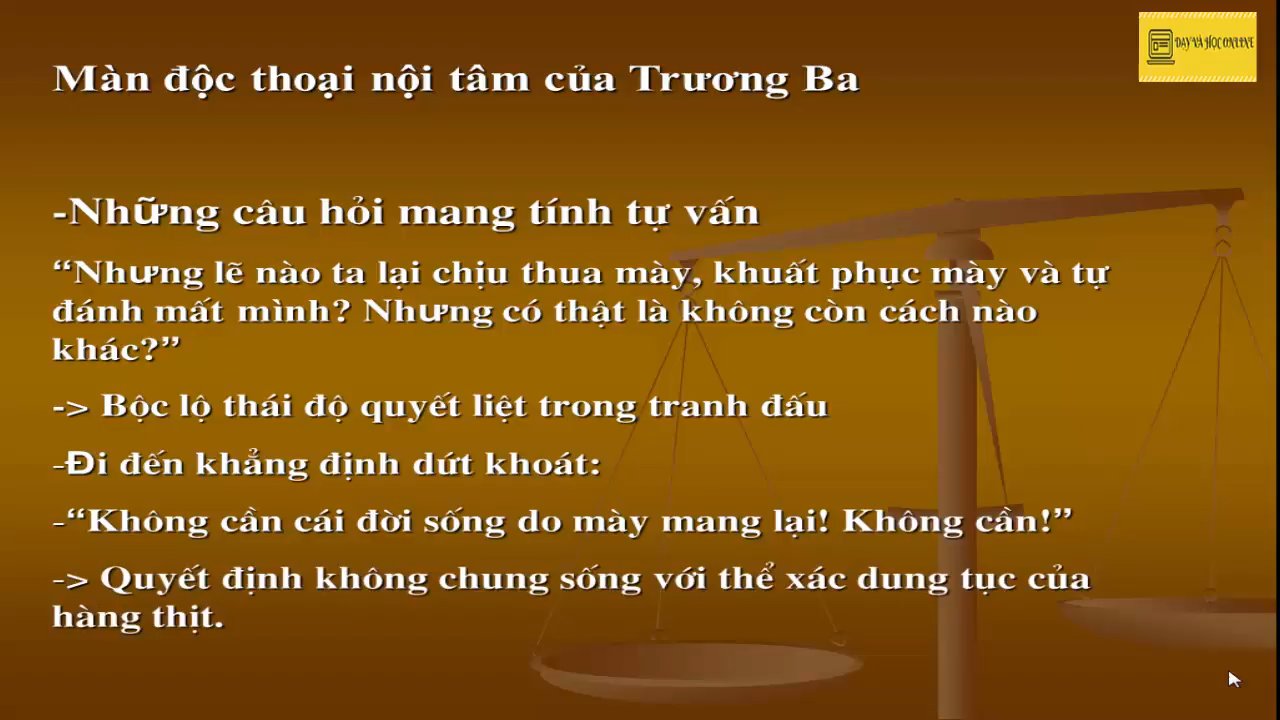 DẠY VÀ HỌC ONLINE
Màn độc thoại nội tâm của Trương Ba
-Những câu hỏi mang tính tự vấn
“Nhưng lẽ nào ta lại chịu thua mày, khuất phục mày và tự
đánh mất mình? Nhưng có thật là không còn cách nào
khác?”
-> Bộc lộ thái độ quyết liệt trong tranh đấu
-Đi đến khẳng định dứt khoát:
-“Không cần cái đời sống do mày mang lại! Không cần!”
-> Quyết định không chung sống với thể xác dung tục của
hàng thịt.